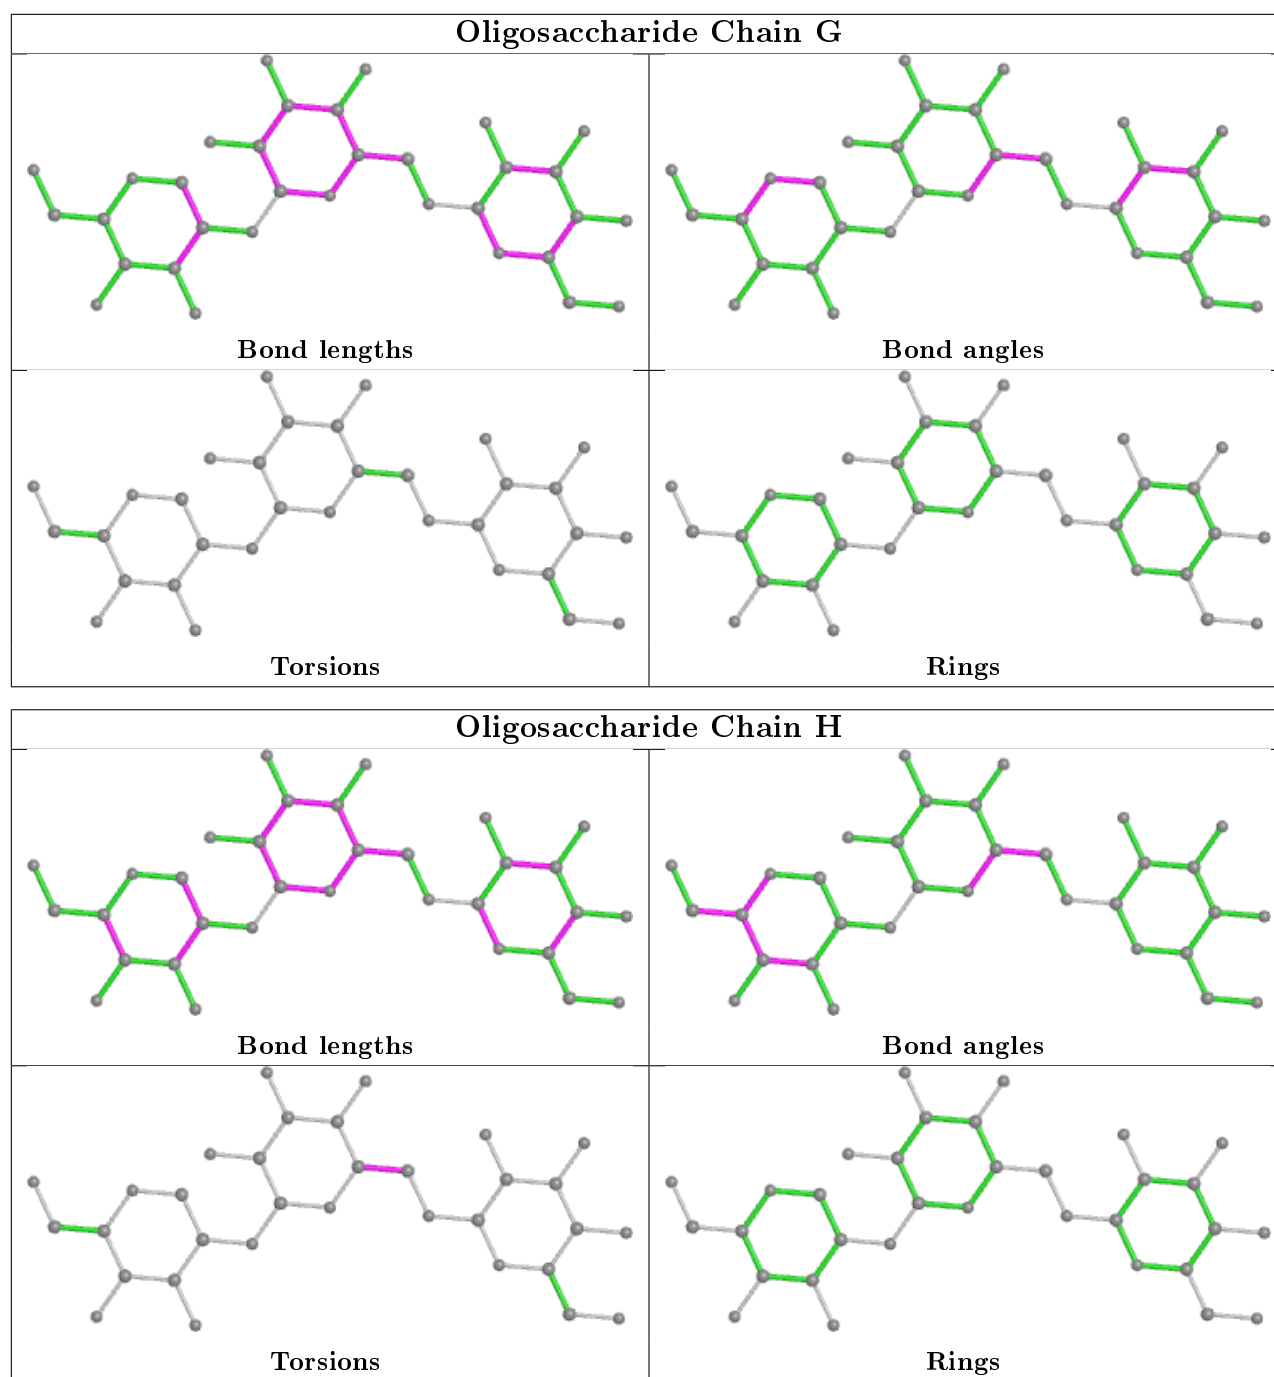 Oligosaccharide Chain G
Bond lengths
Bond angles
Torsions
Rings
Oligosaccharide Chain H
Bond lengths
Bond angles
Torsions
Rings